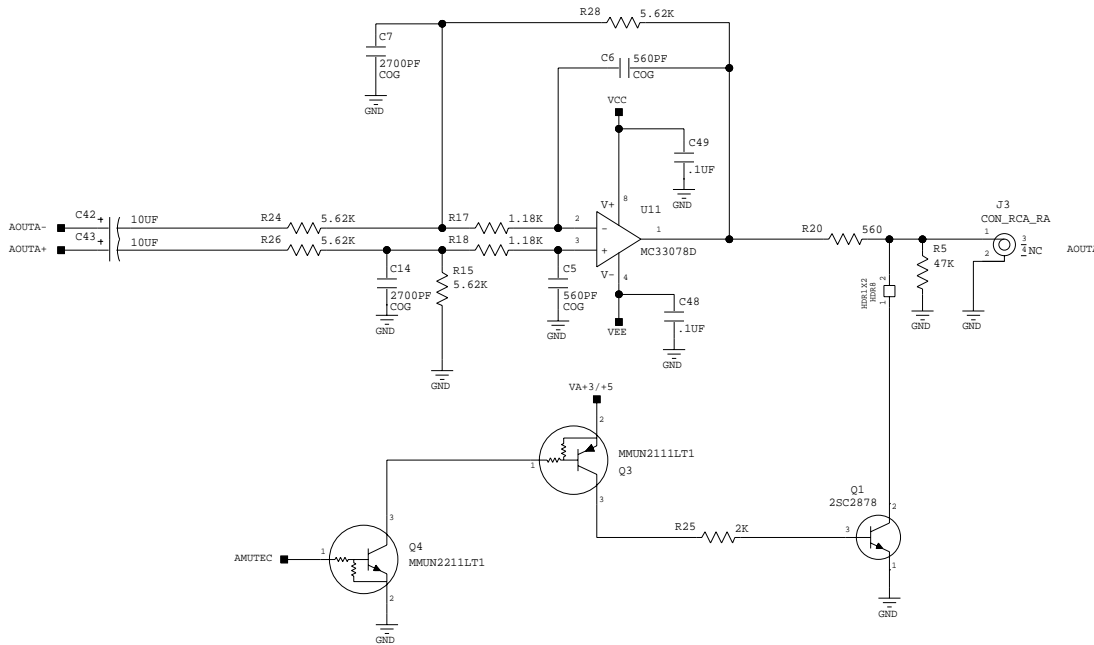 R28
5.62K
C7
2700PF
COG
GND
C6
560PF
COG
VCC
C49
.1UF
GND
AOUTA-
C42
+
10UF
R24
5.62K
R17
1.18K
2
V+
8
U11
1
MC33078D
AOUTA+
C43
+
10UF
R26
5.62K
R18
1.18K
3
-
+
V-
4
C14
2700PF
COG
GND
R15
5.62K
GND
C5
560PF
COG
GND
VEE
C48
.1UF
GND
R20
560
R5
47K
GND
J3
CON_RCA_RA
1
2
3
4
NC
GND
AOUTA
HDR1X2
HDR8
2
1
VA+3/+5
2
MMUN2111LT1
Q3
1
3
R25
2K
Q1
2SC2878
2
3
1
GND
AMUTEC
1
3
Q4
MMUN2211LT1
2
GND